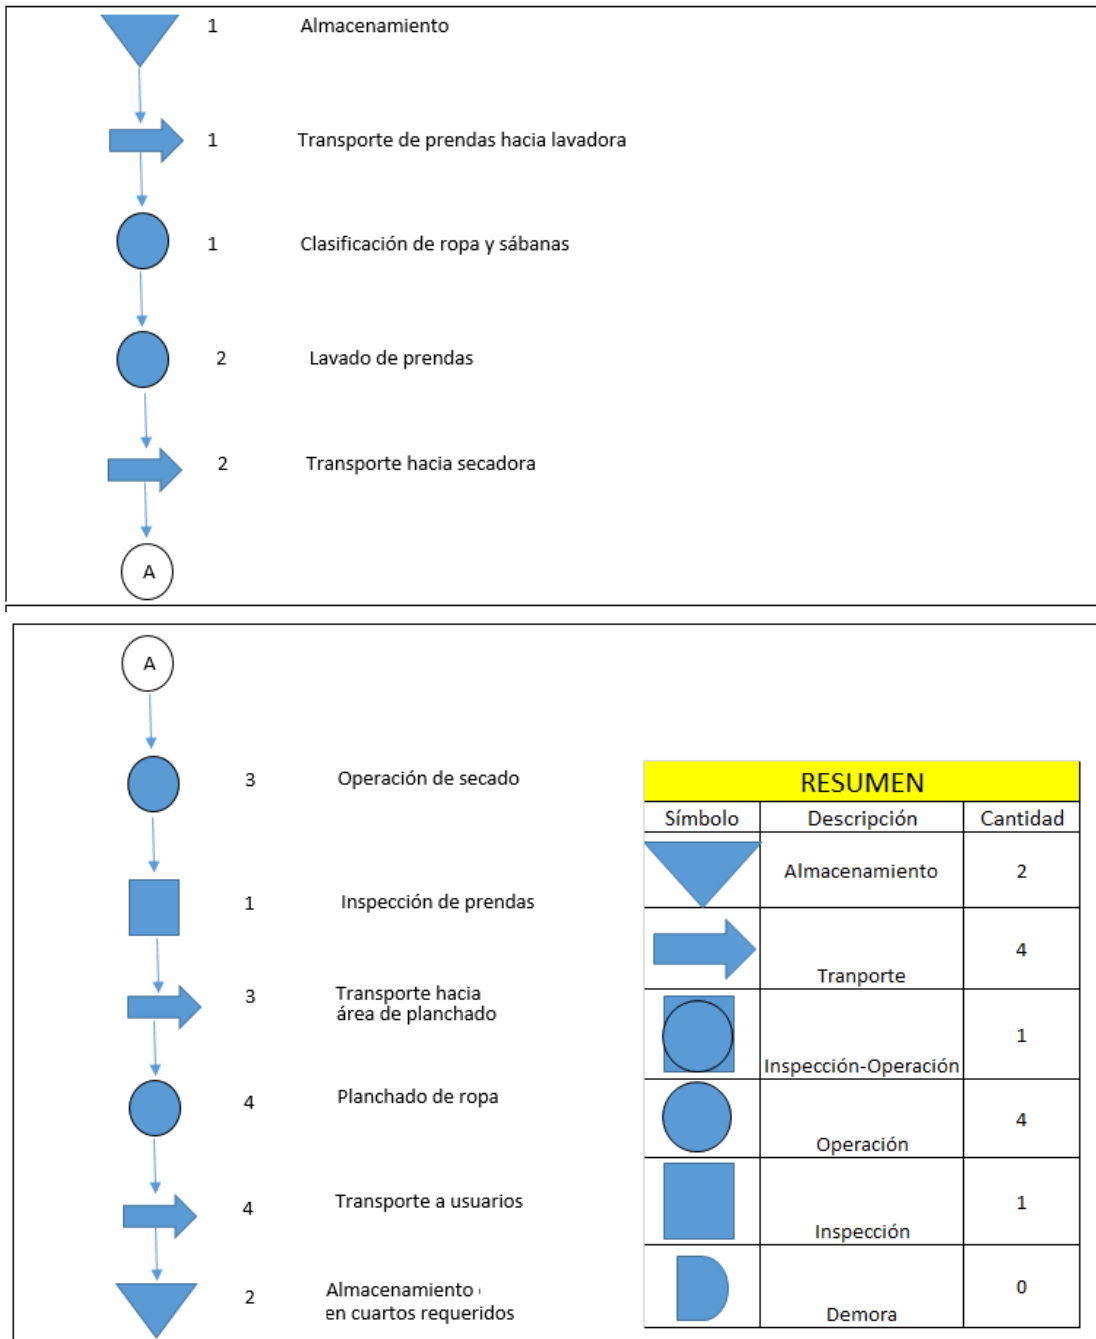 1 Almacenamiento
1 Transporte de prendas hacia lavadora
1 Clasificación de ropa y sábanas
2 Lavado de prendas
2 Transporte hacia secadora
A
A
3 Operación de secado
1 Inspección de prendas
3 Transporte hacia
área de planchado
4 Planchado de ropa
4 Transporte a usuarios
2 Almacenamiento
en cuartos requeridos
RESUMEN
Símbolo Descripción Cantidad
Almacenamiento 2
Tranporte 4
Inspección-Operación 1
Operación 4
Inspección 1
Demora 0